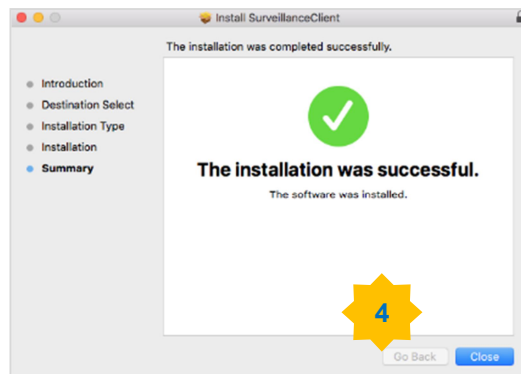 Install SurveillanceClient
The installation was completed successfully.
Introduction
Destination Select
Installation Type
Installation
Summary
The installation was successful.
The software was installed.
4
Go Back
Close